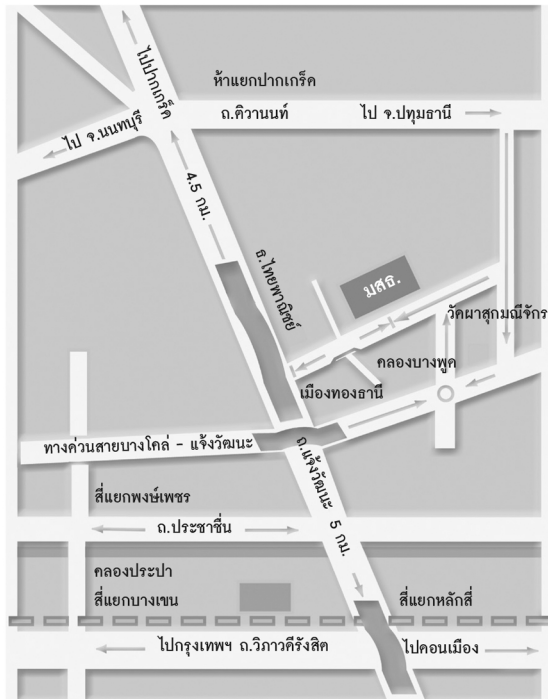 ไปปากเกร็ด
ห้าแยกปากเกร็ด
ไป จ.นนทบุรี
ถ.ติวานนท์
ไป จ.ปทุมธานี
4.5 กม.
ธ.ไทยพาณิชย์
มสธ.
วัดผาสุกมณีจักร
คลองบางพูด
เมืองทองธานี
ทางด่วนสายบางโคล่ - แจ้งวัฒนะ
ถ.แจ้งวัฒนะ
สี่แยกพงษ์เพชร
ถ.ประชาชื่น
5 กม.
คลองประปา
สี่แยกบางเขน
สี่แยกหลักสี่
ไปกรุงเทพฯ ถ.วิภาวดีรังสิต
ไปดอนเมือง